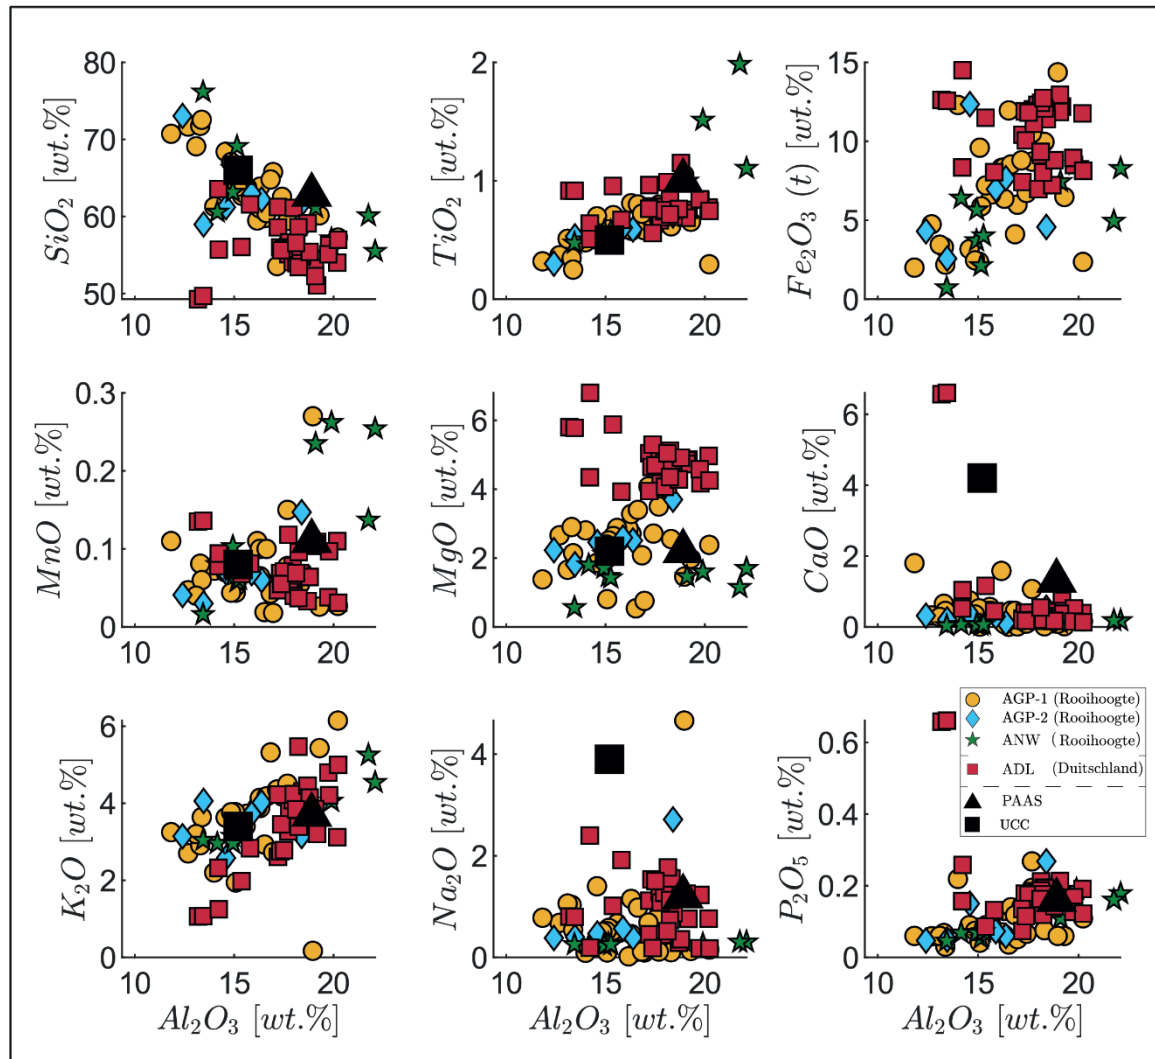 SiO2 [wt.%]
80
70
60
50
10 15 20
TiO2 [wt.%]
2
1
0
10 15 20
Fe2O3 (t) [wt.%]
15
10
5
0
10 15 20
MnO [wt.%]
0.3
0.2
0.1
0
10 15 20
MgO [wt.%]
6
4
2
0
10 15 20
CaO [wt.%]
6
4
2
0
10 15 20
K2O [wt.%]
6
4
2
0
10 15 20
Al2O3 [wt.%]
Na2O [wt.%]
4
2
0
10 15 20
Al2O3 [wt.%]
P2O5 [wt.%]
0.6
0.4
0.2
0
10 15 20
Al2O3 [wt.%]
AGP-1 (Rooihoogte)
AGP-2 (Rooihoogte)
ANW (Rooihoogte)
ADL (Duitschland)
PAAS
UCC